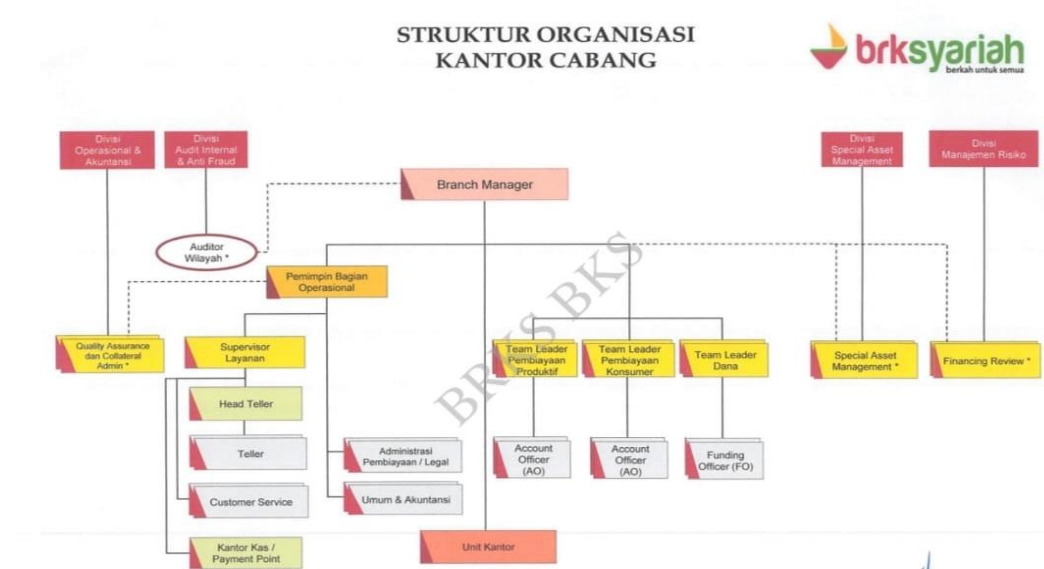 STRUKTUR ORGANISASI
KANTOR CABANG
brksyariah
berkah untuk semua
Divisi
Operasional &
Akuntansi
Divisi
Audit Internal
& Anti Fraud
Divisi
Special Asset
Management
Divisi
Manajemen Risiko
Branch Manager
Auditor
Wilayah *
Pemimpin Bagian
Operasional
Quality Assurance
dan Collateral
Admin *
Supervisor
Layanan
Team Leader
Pembiayaan
Produktif
Team Leader
Pembiayaan
Konsumer
Team Leader
Dana
Special Asset
Management *
Financing Review *
Head Teller
Teller
Administrasi
Pembiayaan / Legal
Account
Officer
(AO)
Account
Officer
(AO)
Funding
Officer (FO)
Customer Service
Umum & Akuntansi
Kantor Kas /
Payment Point
Unit Kantor
BRKS BKS